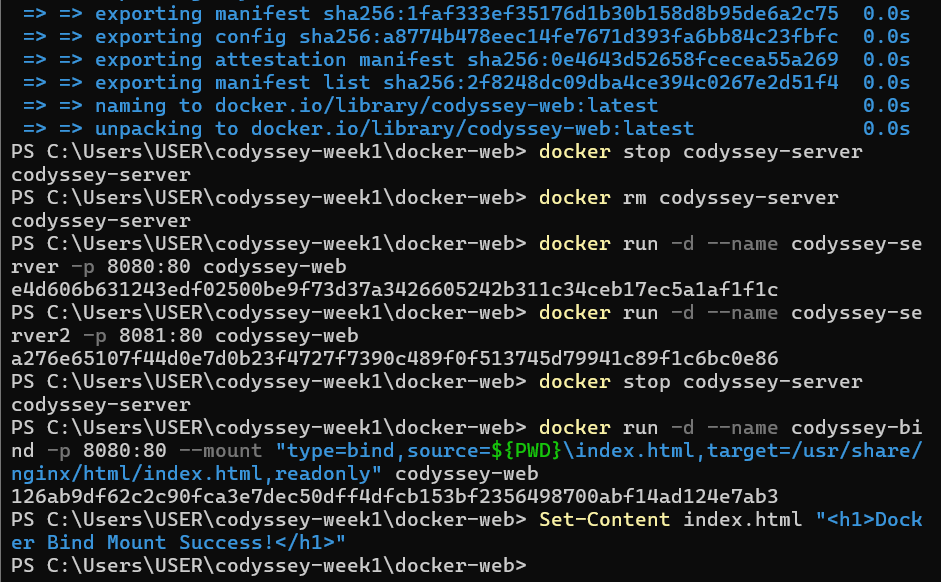 => => exporting manifest sha256:1faf333ef35176d1b30b158d8b95de6a2c75 0.0s
=> => exporting config sha256:a8774b478eec14fe7671d393fa6bb84c23fbfc 0.0s
=> => exporting attestation manifest sha256:0e4643d52658fcecea55a269 0.0s
=> => exporting manifest list sha256:2f8248dc09dba4ce394c0267e2d51f4 0.0s
=> => naming to docker.io/library/codyssey-web:latest 0.0s
=> => unpacking to docker.io/library/codyssey-web:latest 0.0s
PS C:\Users\USER\codyssey-week1\docker-web> docker stop codyssey-server
codyssey-server
PS C:\Users\USER\codyssey-week1\docker-web> docker rm codyssey-server
codyssey-server
PS C:\Users\USER\codyssey-week1\docker-web> docker run -d --name codyssey-se
rver -p 8080:80 codyssey-web
e4d606b631243edf02500be9f73d37a3426605242b311c34ceb17ec5a1af1f1c
PS C:\Users\USER\codyssey-week1\docker-web> docker run -d --name codyssey-se
rver2 -p 8081:80 codyssey-web
a276e65107f44d0e7d0b23f4727f7390c489f0f513745d79941c89f1c6bc0e86
PS C:\Users\USER\codyssey-week1\docker-web> docker stop codyssey-server
codyssey-server
PS C:\Users\USER\codyssey-week1\docker-web> docker run -d --name codyssey-bi
nd -p 8080:80 --mount "type=bind,source=${PWD}\index.html,target=/usr/share/
nginx/html/index.html,readonly" codyssey-web
126ab9df62c2c90fca3e7dec50dff4dfcb153bf2356498700abf14ad124e7ab3
PS C:\Users\USER\codyssey-week1\docker-web> Set-Content index.html "<h1>Dock
er Bind Mount Success!</h1>"
PS C:\Users\USER\codyssey-week1\docker-web>